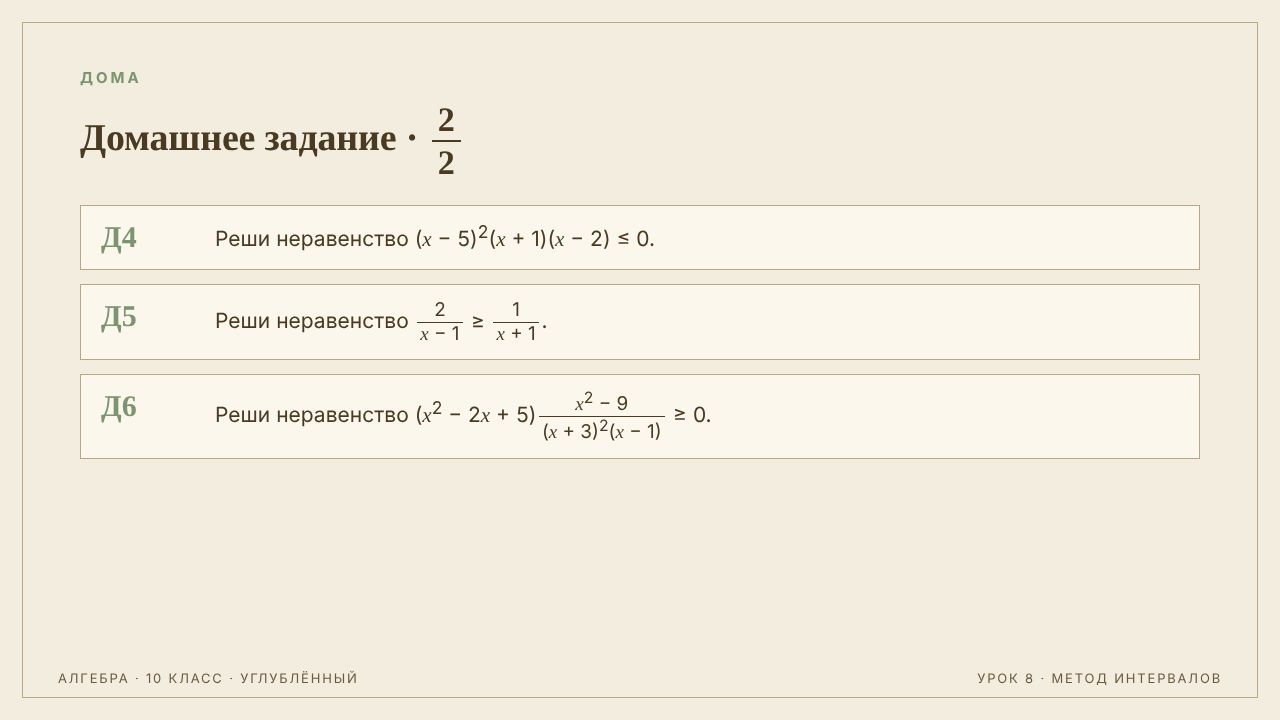 ДОМА
Домашнее задание · 2/2
Д4 Реши неравенство (x − 5)²(x + 1)(x − 2) ≤ 0.
Д5 Реши неравенство 2/(x − 1) ≥ 1/(x + 1).
Д6 Реши неравенство (x² − 2x + 5) (x² − 9)/((x + 3)²(x − 1)) ≥ 0.
АЛГЕБРА · 10 КЛАСС · УГЛУБЛЁННЫЙ
УРОК 8 · МЕТОД ИНТЕРВАЛОВ